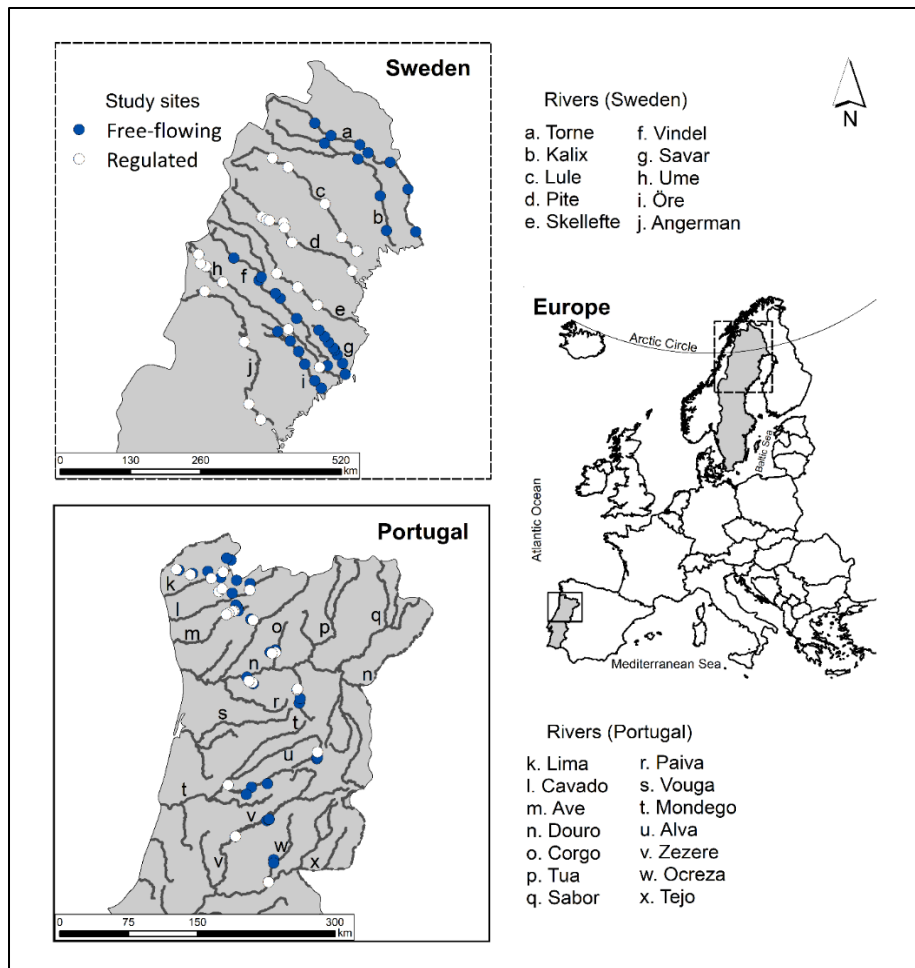 Sweden
Study sites
Free-flowing
Regulated
a
b
c
d
e
f
g
h
i
j
0 130 260 520
km
Rivers (Sweden)
a. Torne f. Vindel
b. Kalix g. Savar
c. Lule h. Ume
d. Pite i. Öre
e. Skellefte j. Angerman
N
Europe
Arctic Circle
Baltic Sea
Atlantic Ocean
Mediterranean Sea
Portugal
k
l
m
o
p
q
n
n
r
s
t
u
t
v
v
w
x
0 75 150 300
km
Rivers (Portugal)
k. Lima r. Paiva
l. Cavado s. Vouga
m. Ave t. Mondego
n. Douro u. Alva
o. Corgo v. Zezere
p. Tua w. Ocreza
q. Sabor x. Tejo